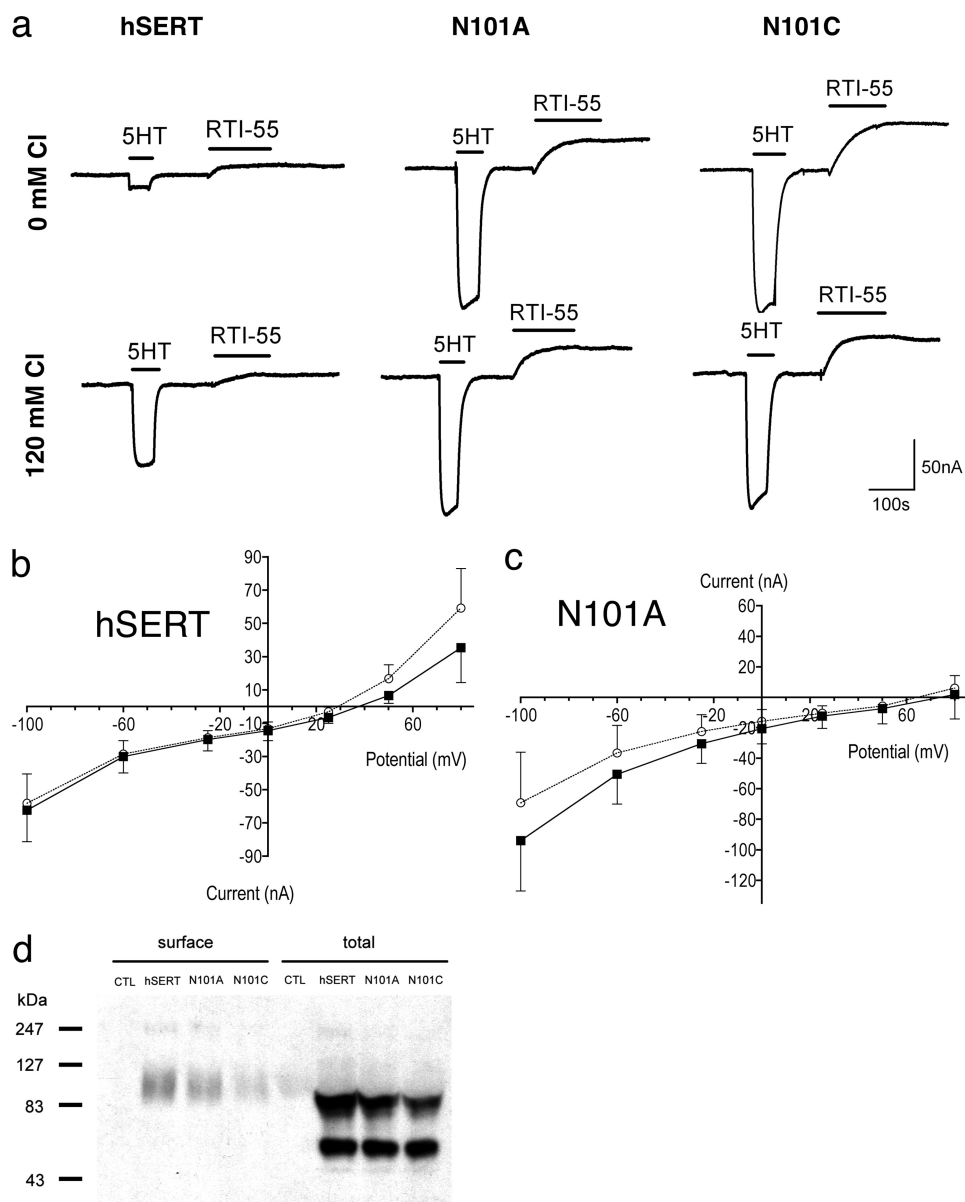 a
hSERT N101A N101C
0 mM Cl
5HT RTI-55 5HT RTI-55 5HT RTI-55
120 mM Cl
5HT RTI-55 5HT RTI-55 5HT RTI-55
50nA
100s
b
hSERT
90
70
50
30
10
-100 -60 -20 -10 20 60
-30
-50
-70
-90
Potential (mV)
Current (nA)
c
N101A
Current (nA)
60
40
20
-100 -60 -20 20 60
-40
-60
-80
-100
-120
Potential (mV)
d
surface total
CTL hSERT N101A N101C CTL hSERT N101A N101C
kDa
247
127
83
43